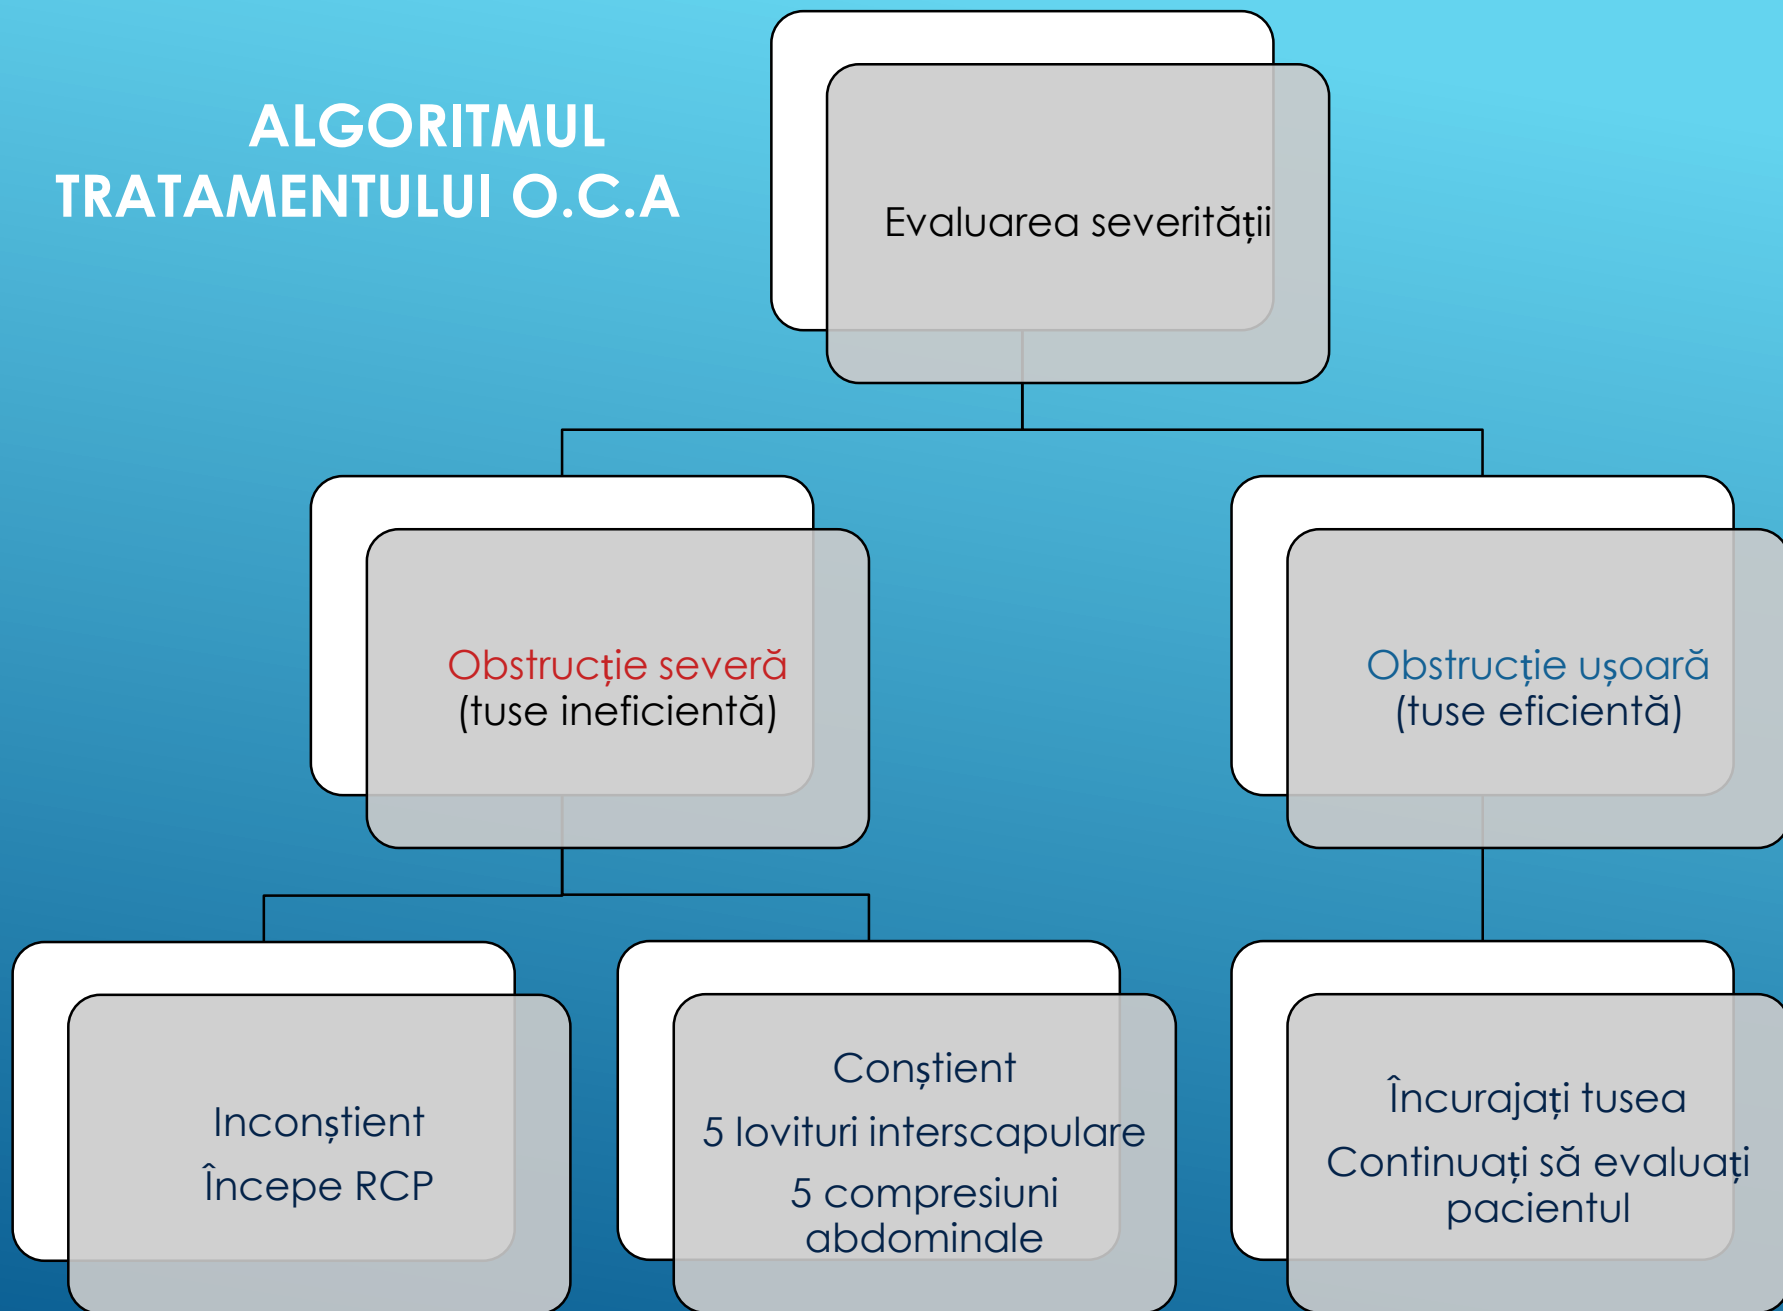 ALGORITMUL
TRATAMENTULUI O.C.A
Evaluarea severității
Obstrucție severă
(tuse ineficientă)
Obstrucție ușoară
(tuse eficientă)
Inconștient
Începe RCP
Conștient
5 lovituri interscapulare
5 compresiuni
abdominale
Încurajați tusea
Continuați să evaluați
pacientul